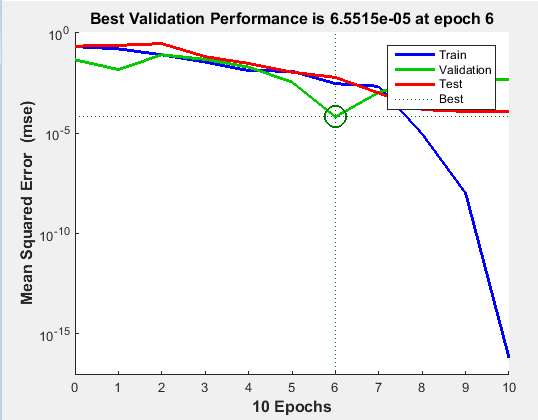 Best Validation Performance is 6.5515e-05 at epoch 6
Mean Squared Error (mse)
10^0
10^-5
10^-10
10^-15
Train
Validation
Test
Best
0 1 2 3 4 5 6 7 8 9 10
10 Epochs